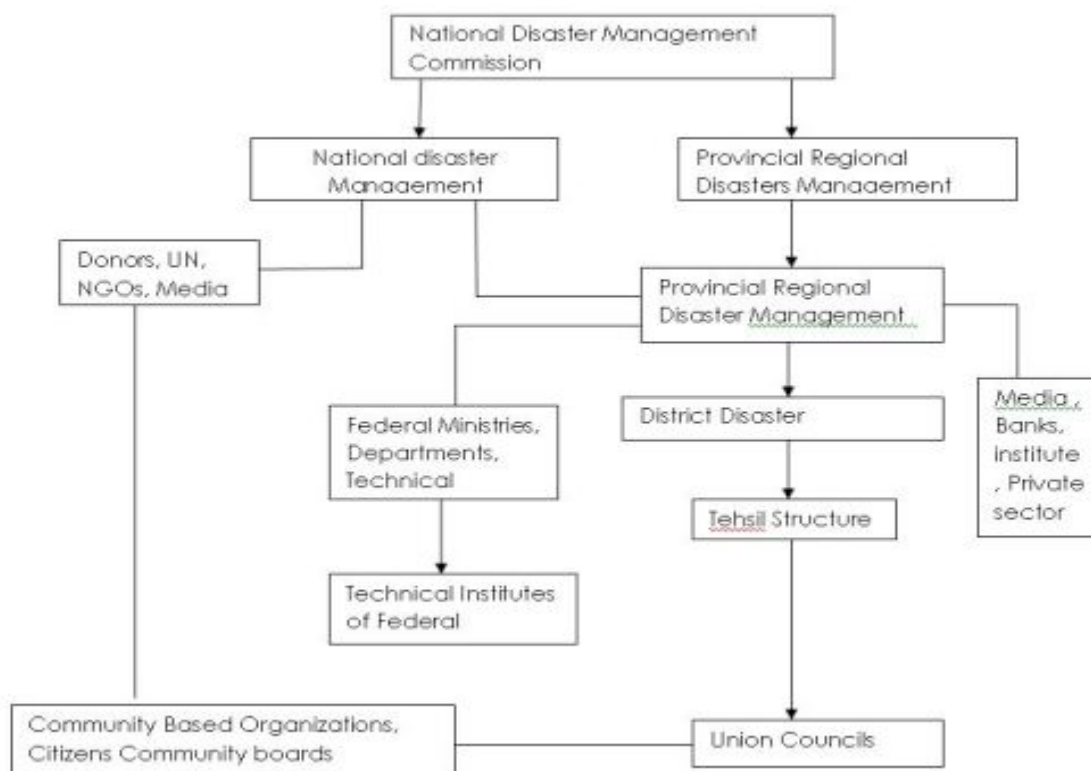 National Disaster Management
Commission
National disaster
Management
Provincial Regional
Disasters Management
Donors, UN,
NGOs, Media
Provincial Regional
Disaster Management
Federal Ministries,
Departments,
Technical
District Disaster
Media ,
Banks,
institute
, Private
sector
Tehsil Structure
Technical Institutes
of Federal
Community Based Organizations,
Citizens Community boards
Union Councils